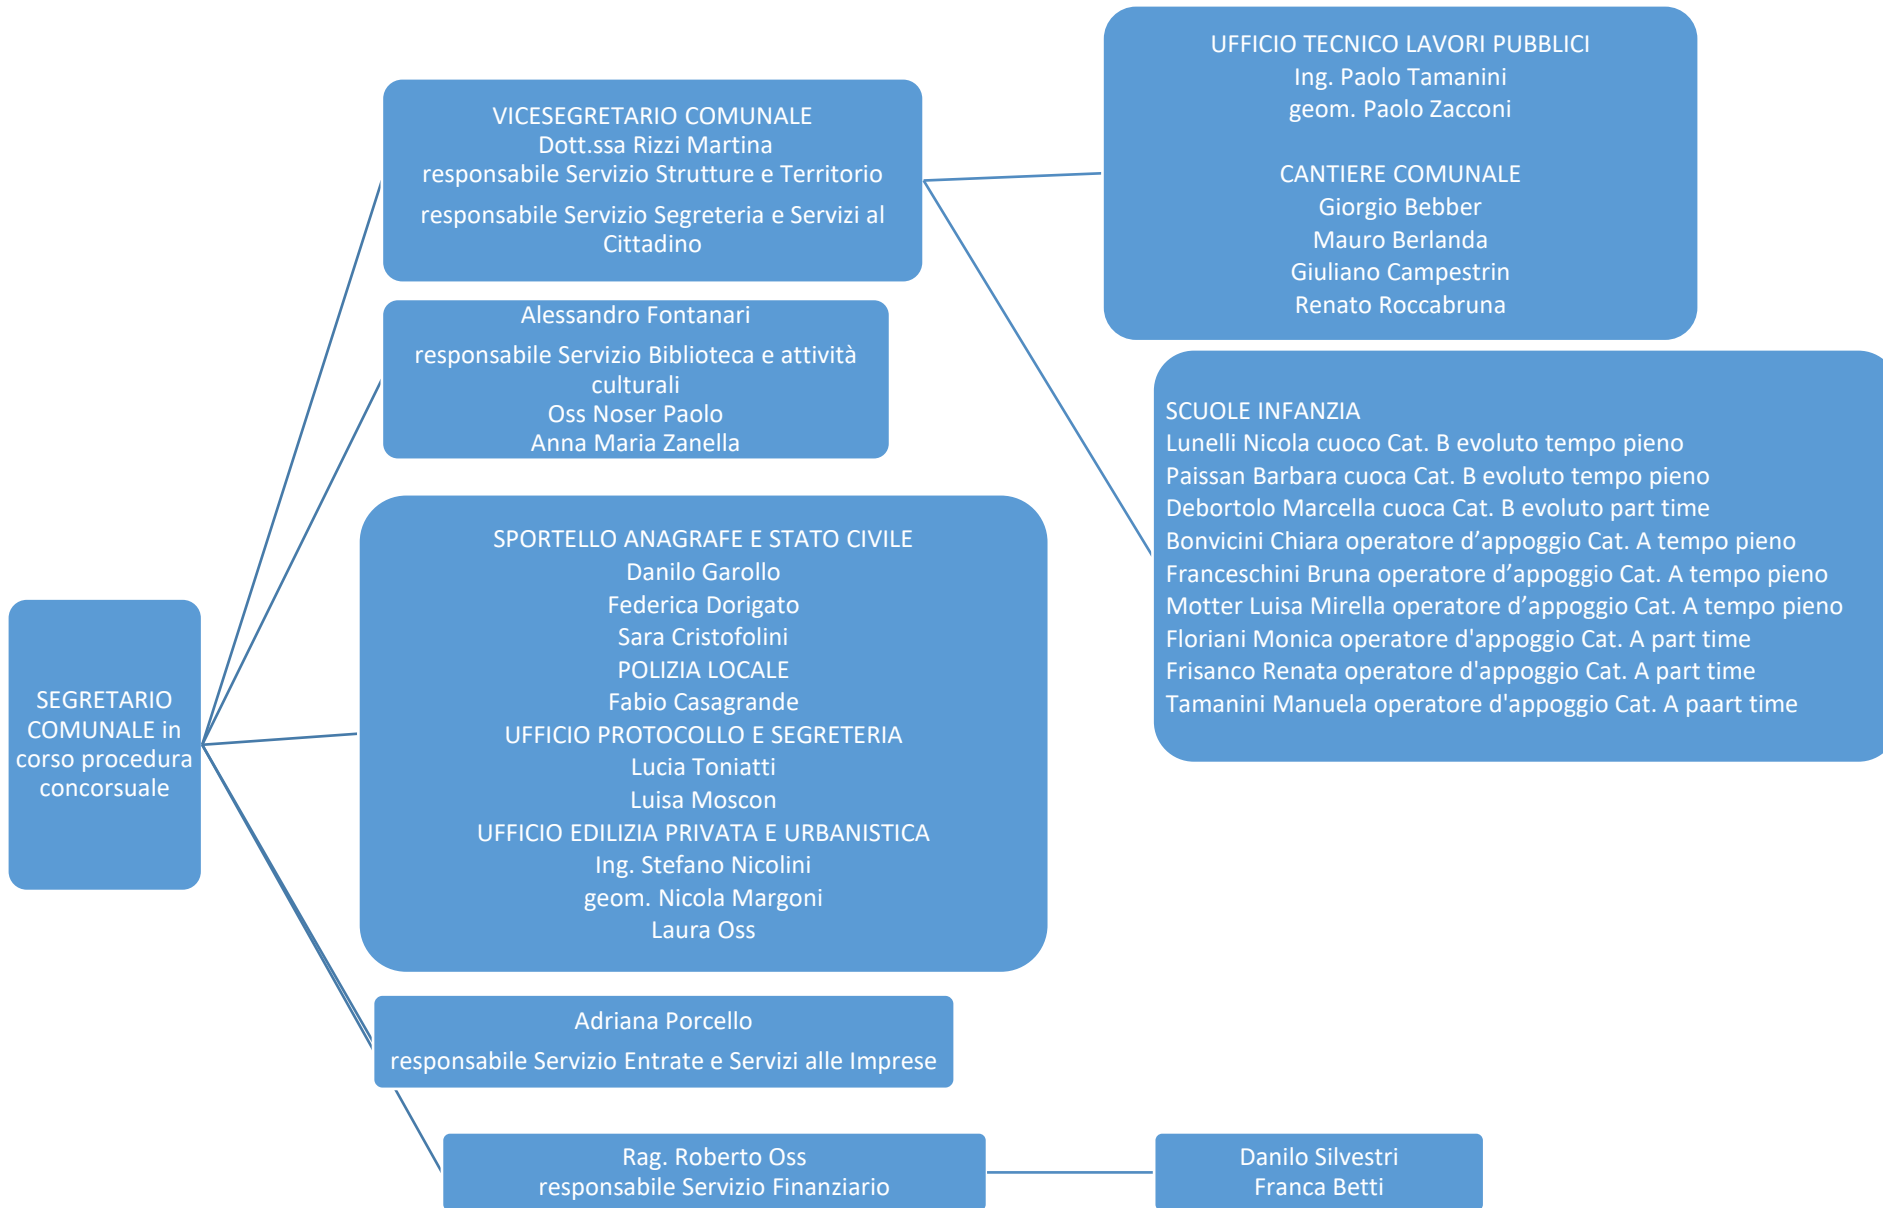 SEGRETARIO
COMUNALE in
corso procedura
concorsuale
VICESEGRETARIO COMUNALE
Dott.ssa Rizzi Martina
responsabile Servizio Strutture e Territorio
responsabile Servizio Segreteria e Servizi al
Cittadino
Alessandro Fontanari
responsabile Servizio Biblioteca e attività
culturali
Oss Noser Paolo
Anna Maria Zanella
SPORTELLO ANAGRAFE E STATO CIVILE
Danilo Garollo
Federica Dorigato
Sara Cristofolini
POLIZIA LOCALE
Fabio Casagrande
UFFICIO PROTOCOLLO E SEGRETERIA
Lucia Toniatti
Luisa Moscon
UFFICIO EDILIZIA PRIVATA E URBANISTICA
Ing. Stefano Nicolini
geom. Nicola Margoni
Laura Oss
Adriana Porcello
responsabile Servizio Entrate e Servizi alle Imprese
Rag. Roberto Oss
responsabile Servizio Finanziario
UFFICIO TECNICO LAVORI PUBBLICI
Ing. Paolo Tamanini
geom. Paolo Zacconi
CANTIERE COMUNALE
Giorgio Bebber
Mauro Berlanda
Giuliano Campestrin
Renato Roccabruna
SCUOLE INFANZIA
Lunelli Nicola cuoco Cat. B evoluto tempo pieno
Paissan Barbara cuoca Cat. B evoluto tempo pieno
Debortolo Marcella cuoca Cat. B evoluto part time
Bonvicini Chiara operatore d’appoggio Cat. A tempo pieno
Franceschini Bruna operatore d’appoggio Cat. A tempo pieno
Motter Luisa Mirella operatore d’appoggio Cat. A tempo pieno
Floriani Monica operatore d'appoggio Cat. A part time
Frisanco Renata operatore d'appoggio Cat. A part time
Tamanini Manuela operatore d'appoggio Cat. A paart time
Danilo Silvestri
Franca Betti